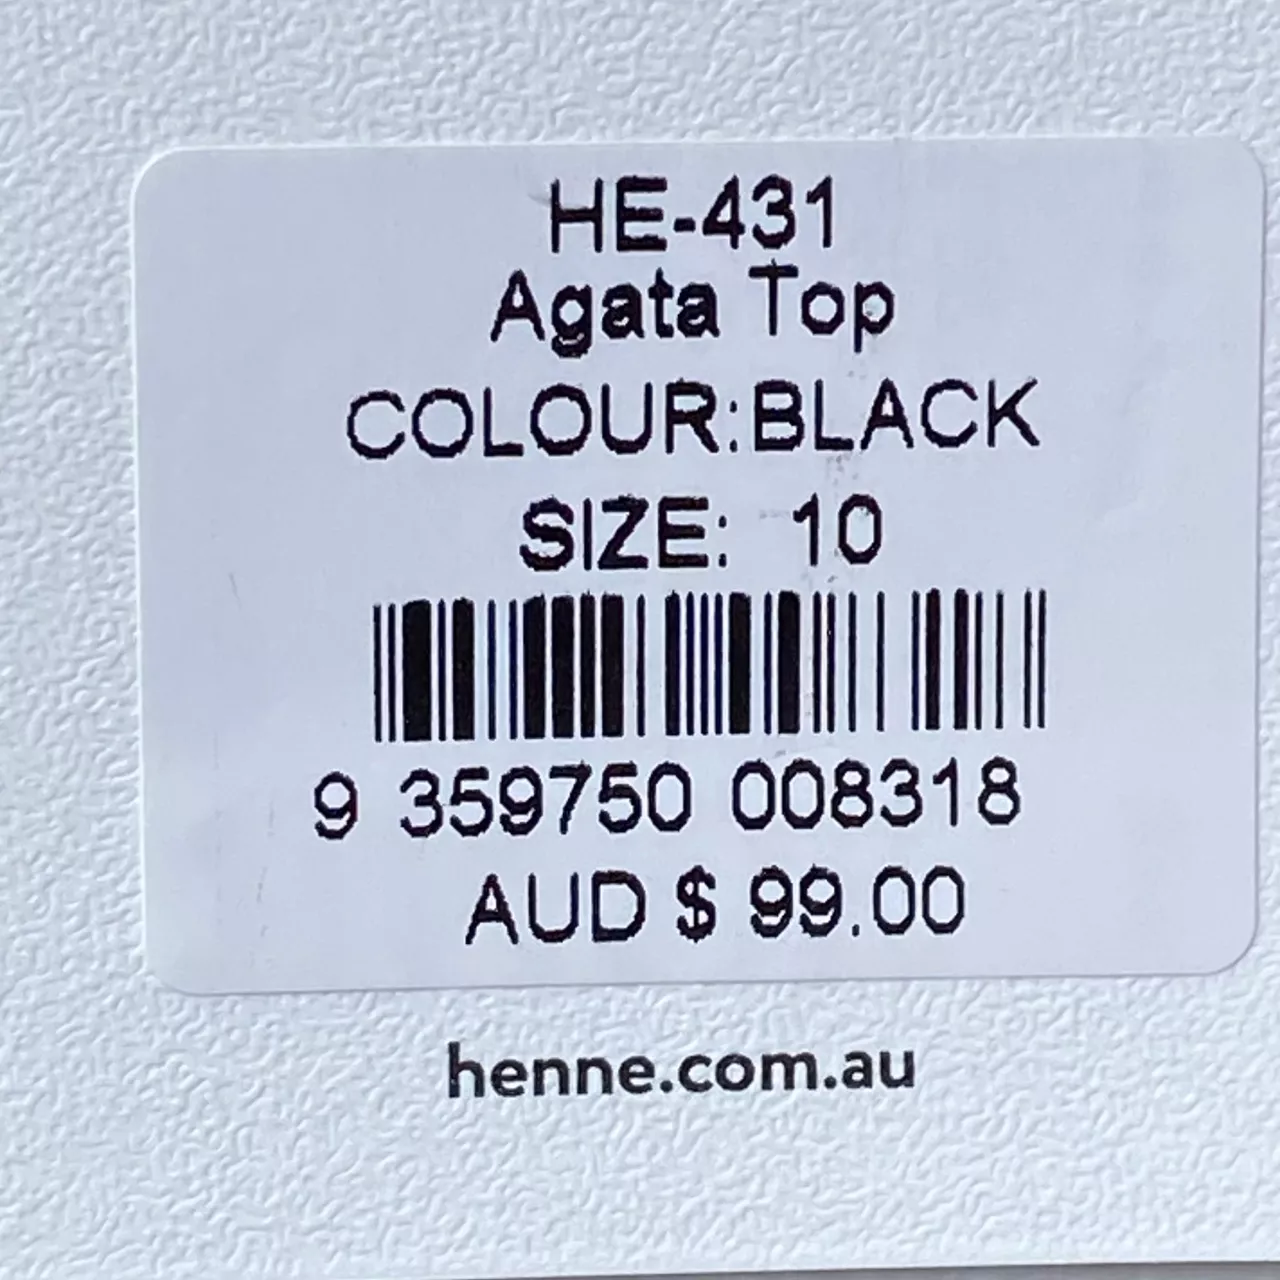 HE-431
Agata Top
COLOUR:BLACK
SIZE: 10
9 359750 008318
AUD $ 99.00
henne.com.au